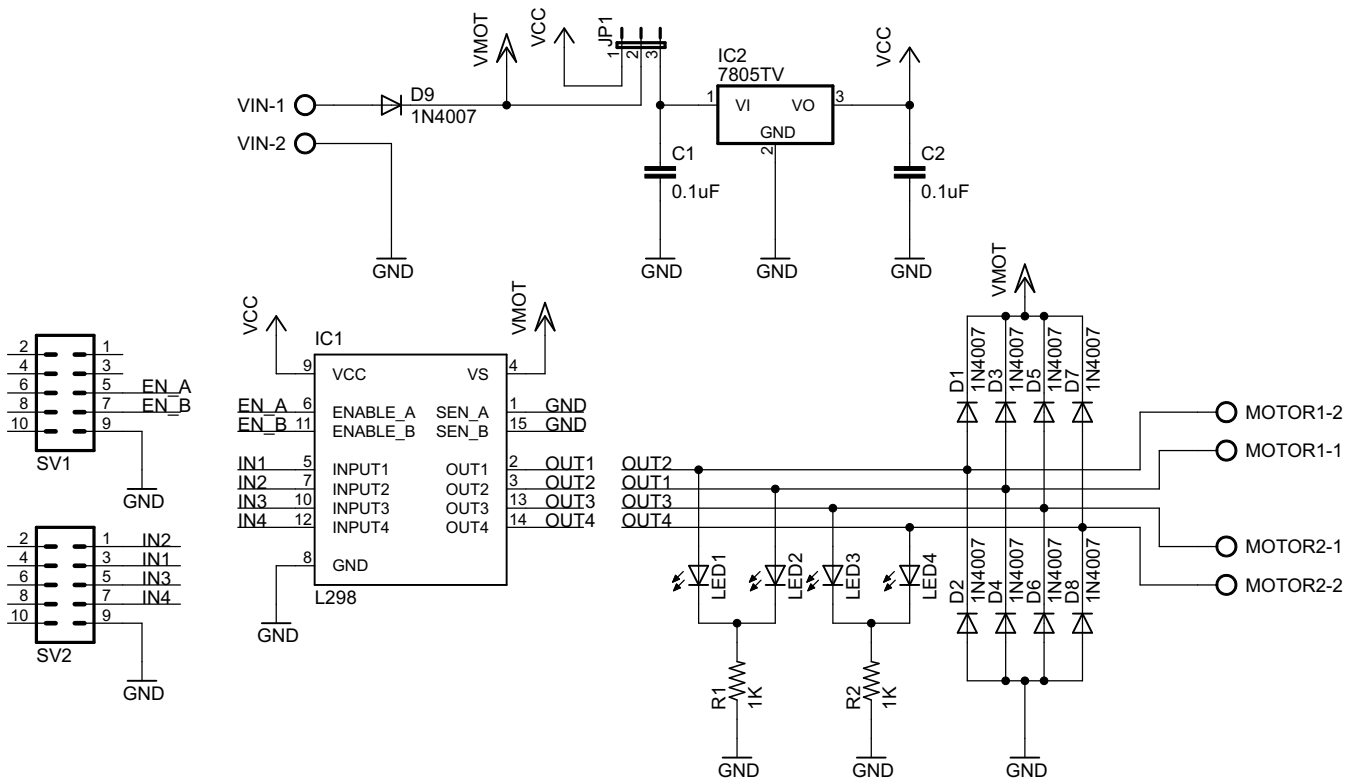 VMOT
VCC
JP1
1
2
3
IC2
7805TV
VCC
VIN-1
D9
1N4007
1
VI
VO
3
GND
2
VIN-2
C1
0.1uF
C2
0.1uF
GND
GND
GND
GND
VMOT
VCC
VMOT
2
1
4
3
6
5
EN_A
8
7
EN_B
10
9
SV1
GND
IC1
9
VCC
VS
4
EN_A
6
ENABLE_A
SEN_A
1
GND
EN_B
11
ENABLE_B
SEN_B
15
GND
IN1
5
INPUT1
OUT1
2
OUT1
IN2
7
INPUT2
OUT2
3
OUT2
IN3
10
INPUT3
OUT3
13
OUT3
IN4
12
INPUT4
OUT4
14
OUT4
8
GND
L298
GND
2
1
IN2
4
3
IN1
6
5
IN3
8
7
IN4
10
9
SV2
GND
OUT2
OUT1
OUT3
OUT4
D1
1N4007
D3
1N4007
D5
1N4007
D7
1N4007
MOTOR1-2
MOTOR1-1
MOTOR2-1
MOTOR2-2
LED1
LED2
LED3
LED4
D2
1N4007
D4
1N4007
D6
1N4007
D8
1N4007
R1
1K
R2
1K
GND
GND
GND